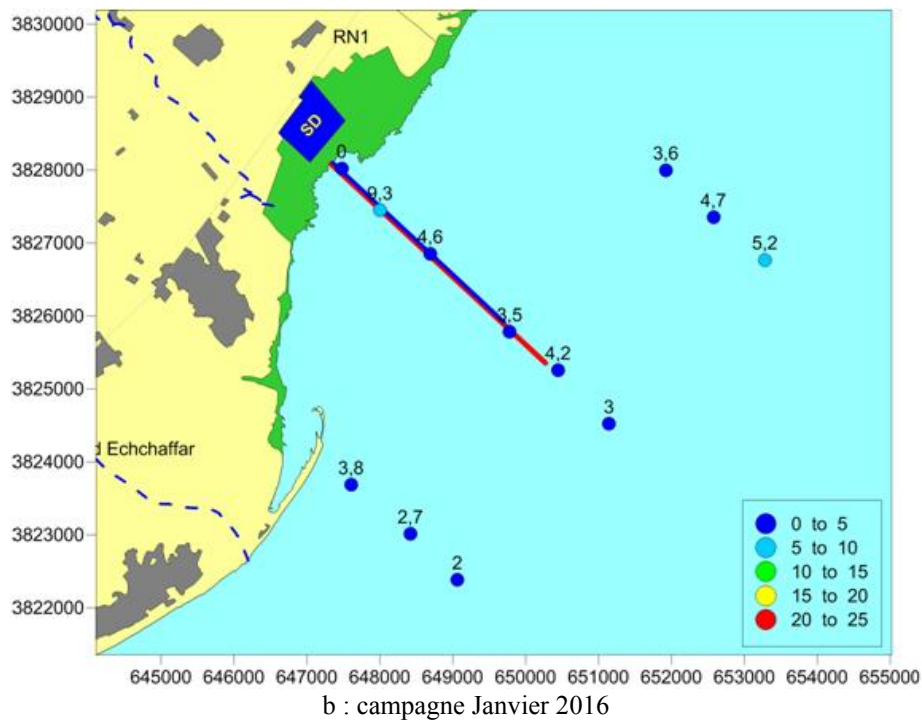 3830000
RN1
3829000
SD
3828000
0
3,6
9,3
4,7
3827000
4,6
5,2
3826000
3,5
4,2
3825000
3
d Echchaffar
3824000
3,8
3823000
2,7
2
3822000
0 to 5
5 to 10
10 to 15
15 to 20
20 to 25
645000 646000 647000 648000 649000 650000 651000 652000 653000 654000 655000
b : campagne Janvier 2016